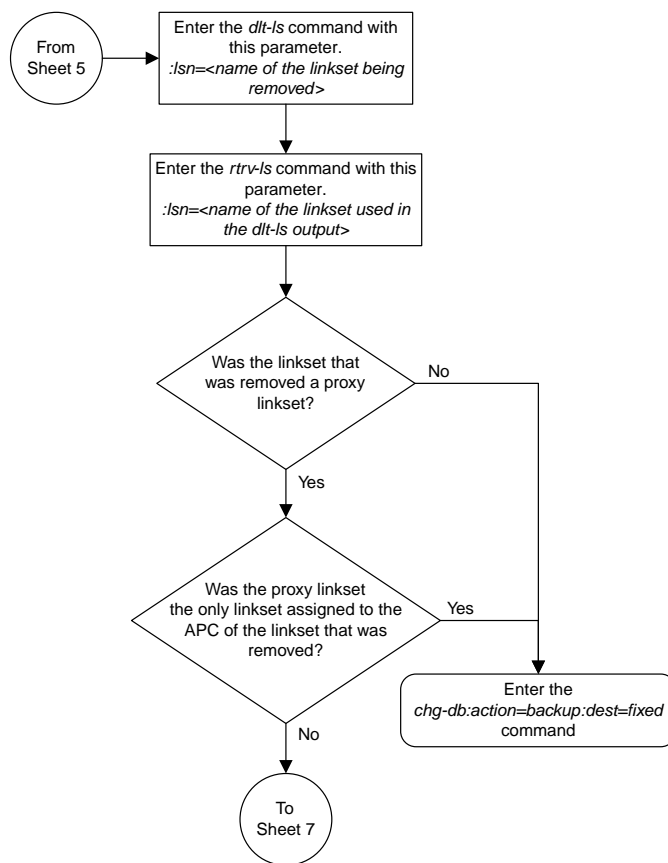 From
Sheet 5
Enter the dlt-ls command with
this parameter.
:lsn=<name of the linkset being
removed>
Enter the rtrv-ls command with this
parameter.
:lsn=<name of the linkset used in
the dlt-ls output>
Was the linkset that
was removed a proxy
linkset?
No
Yes
Was the proxy linkset
the only linkset assigned to the
APC of the linkset that was
removed?
Yes
No
Enter the
chg-db:action=backup:dest=fixed
command
To
Sheet 7